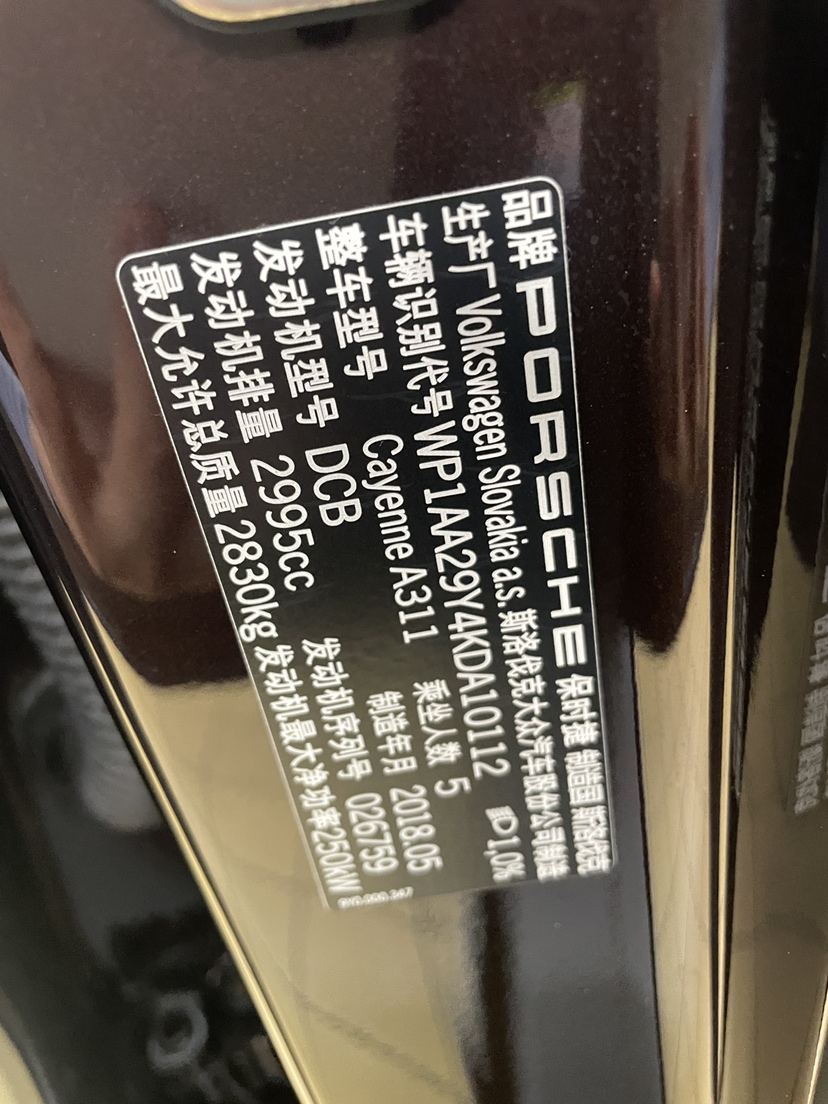 品牌 PORSCHE 保时捷 制造国 斯洛伐克
生产厂 Volkswagen Slovakia a.s. 斯洛伐克大众汽车股份公司制造
车辆识别代号 WP1AA29Y4KDA10112 1,0%
整车型号 Cayenne A311 乘坐人数 5
发动机型号 DCB 制造年月 2018.05
发动机排量 2995cc 发动机序列号 026759
最大允许总质量 2830kg 发动机最大净功率250kW